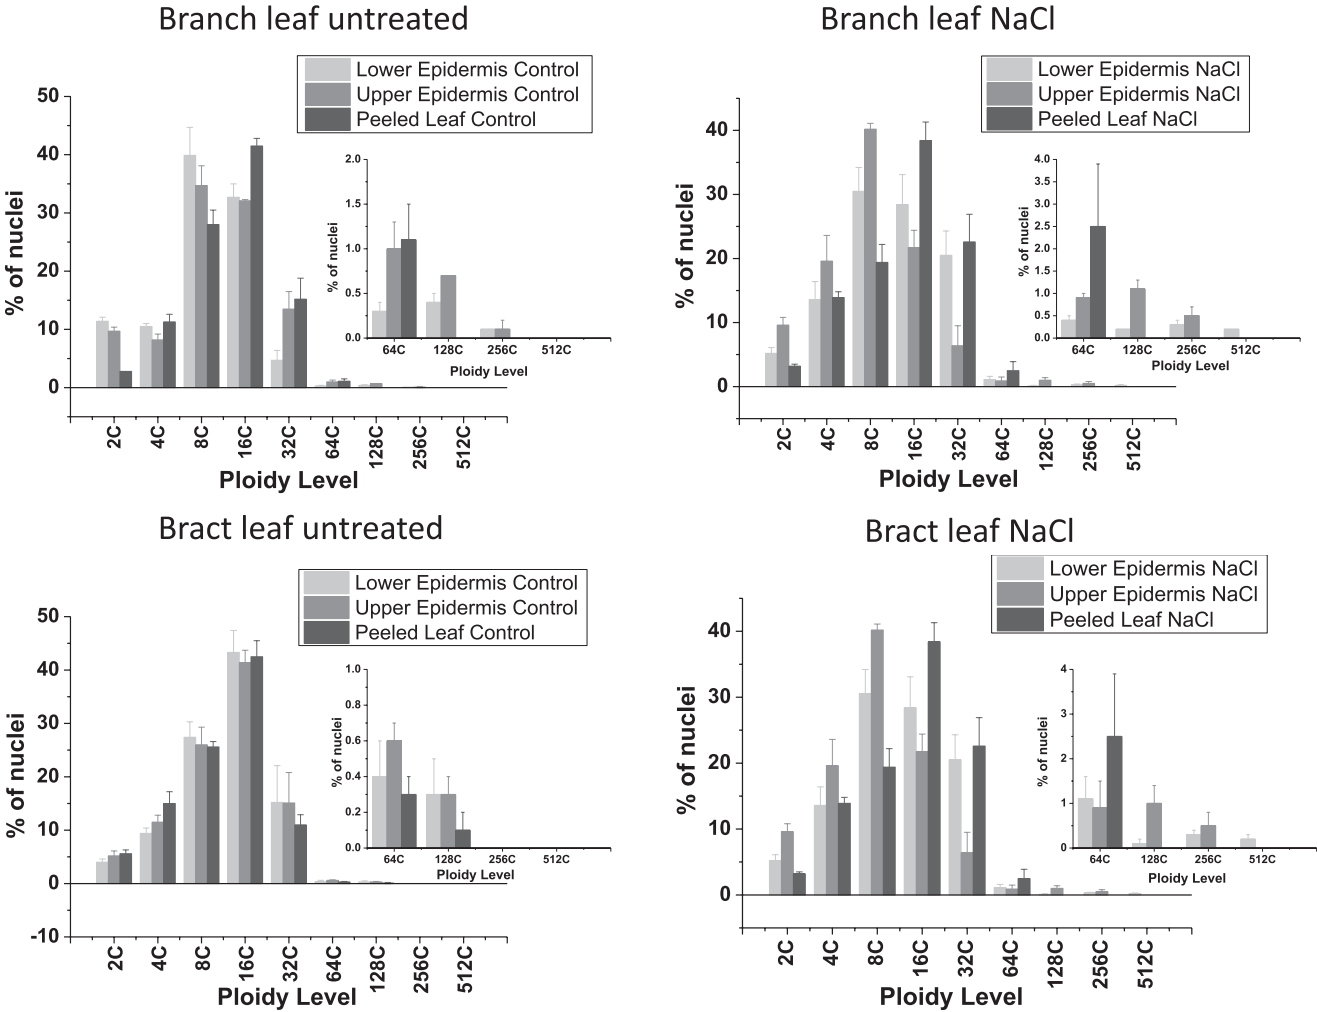 Branch leaf untreated
Lower Epidermis Control
Upper Epidermis Control
Peeled Leaf Control
% of nuclei
50
40
30
20
10
0
2C 4C 8C 16C 32C 64C 128C 256C 512C
Ploidy Level
% of nuclei
2.0
1.5
1.0
0.5
0.0
64C 128C 256C 512C
Ploidy Level
Branch leaf NaCl
Lower Epidermis NaCl
Upper Epidermis NaCl
Peeled Leaf NaCl
% of nuclei
40
30
20
10
0
2C 4C 8C 16C 32C 64C 128C 256C 512C
Ploidy Level
% of nuclei
4.0
3.5
3.0
2.5
2.0
1.5
1.0
0.5
0.0
64C 128C 256C 512C
Ploidy Level
Bract leaf untreated
Lower Epidermis Control
Upper Epidermis Control
Peeled Leaf Control
% of nuclei
50
40
30
20
10
0
-10
2C 4C 8C 16C 32C 64C 128C 256C 512C
Ploidy Level
% of nuclei
1.0
0.8
0.6
0.4
0.2
0.0
64C 128C 256C 512C
Ploidy Level
Bract leaf NaCl
Lower Epidermis NaCl
Upper Epidermis NaCl
Peeled Leaf NaCl
% of nuclei
40
30
20
10
0
2C 4C 8C 16C 32C 64C 128C 256C 512C
Ploidy Level
% of nuclei
4
3
2
1
0
64C 128C 256C 512C
Ploidy Level